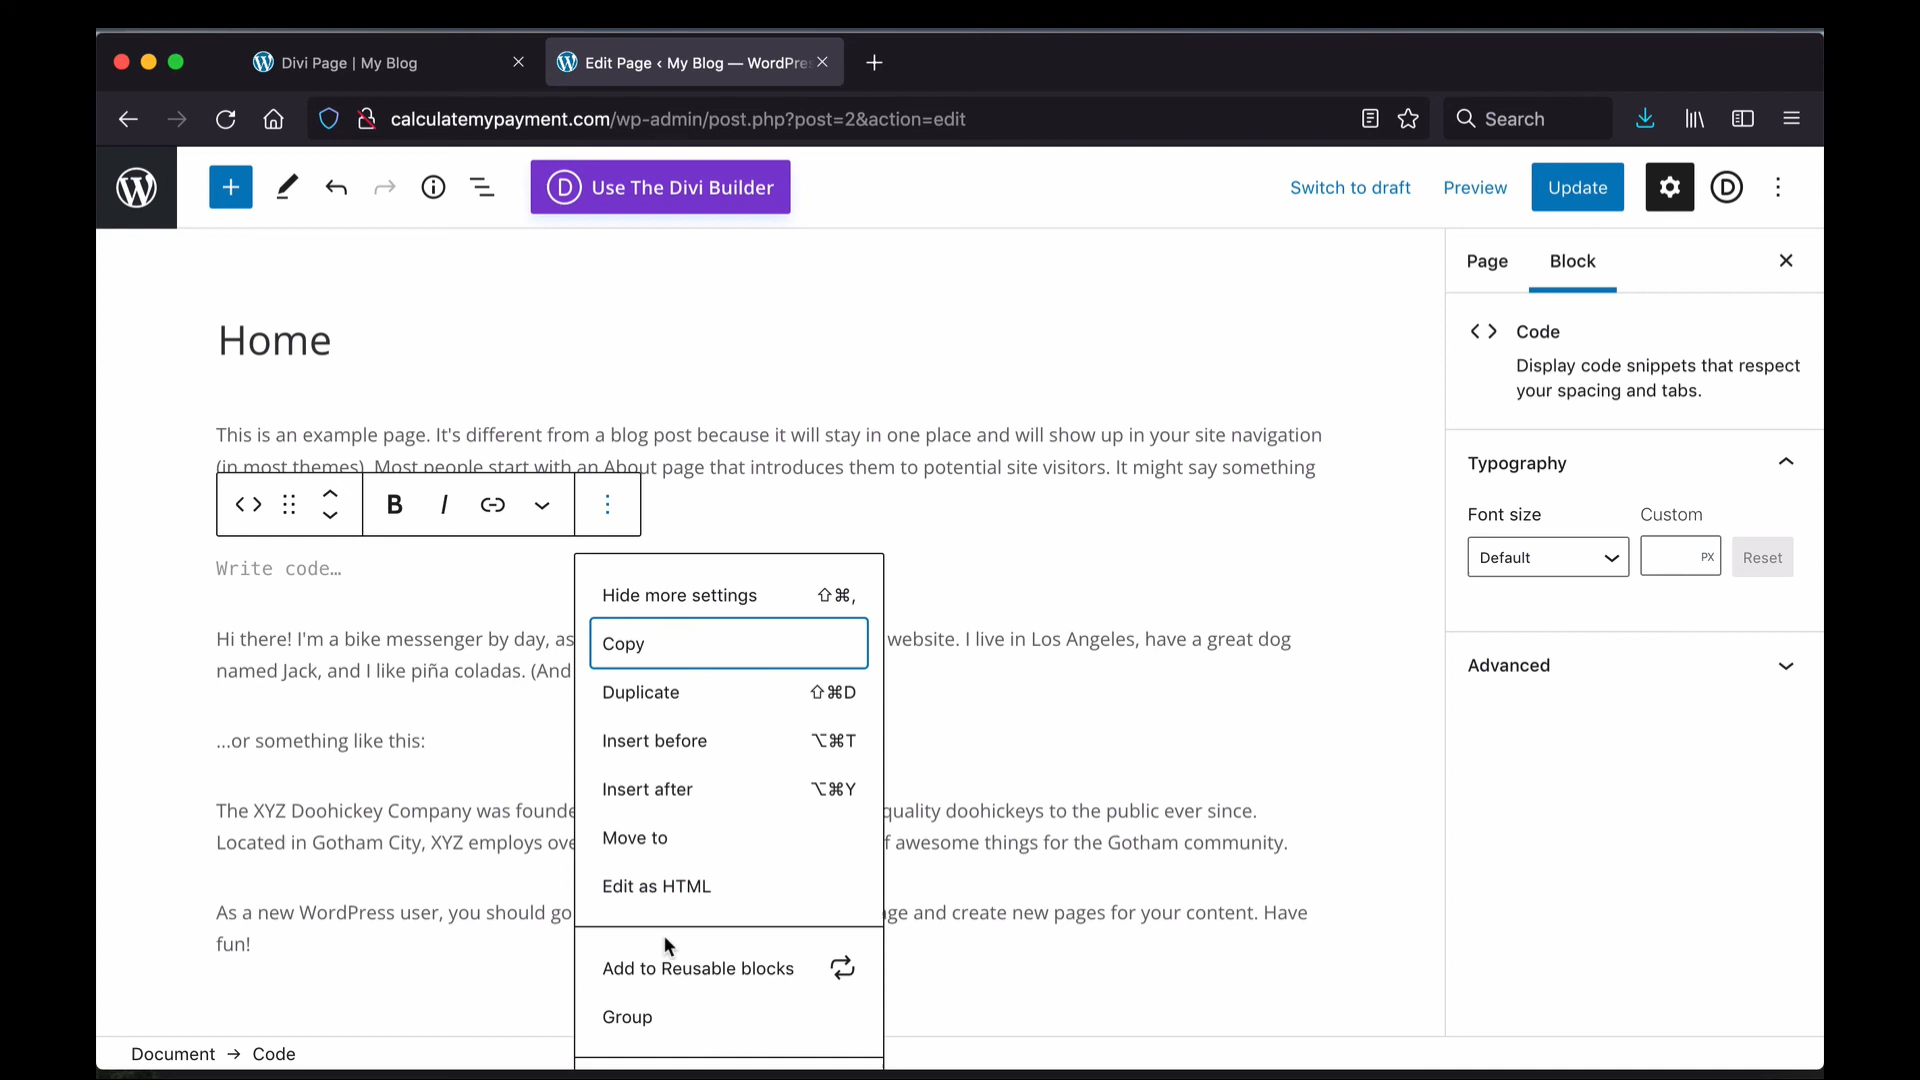 Divi Page | My Blog
Edit Page ‹ My Blog — WordPre
calculatemypayment.com/wp-admin/post.php?post=2&action=edit
Search
Use The Divi Builder
Switch to draft
Preview
Update
Page
Block
Code
Display code snippets that respect
your spacing and tabs.
Home
This is an example page. It's different from a blog post because it will stay in one place and will show up in your site navigation
(in most themes). Most people start with an About page that introduces them to potential site visitors. It might say something
Typography
Font size
Custom
Default
PX
Reset
Advanced
B I
Write code…
Hide more settings ⇧⌘,
Copy
Duplicate ⇧⌘D
Insert before ⌥⌘T
Insert after ⌥⌘Y
Move to
Edit as HTML
Add to Reusable blocks
Group
Hi there! I'm a bike messenger by day, as website. I live in Los Angeles, have a great dog
named Jack, and I like piña coladas. (And
...or something like this:
The XYZ Doohickey Company was founde quality doohickeys to the public ever since.
Located in Gotham City, XYZ employs ove f awesome things for the Gotham community.
As a new WordPress user, you should go ge and create new pages for your content. Have
fun!
Document → Code